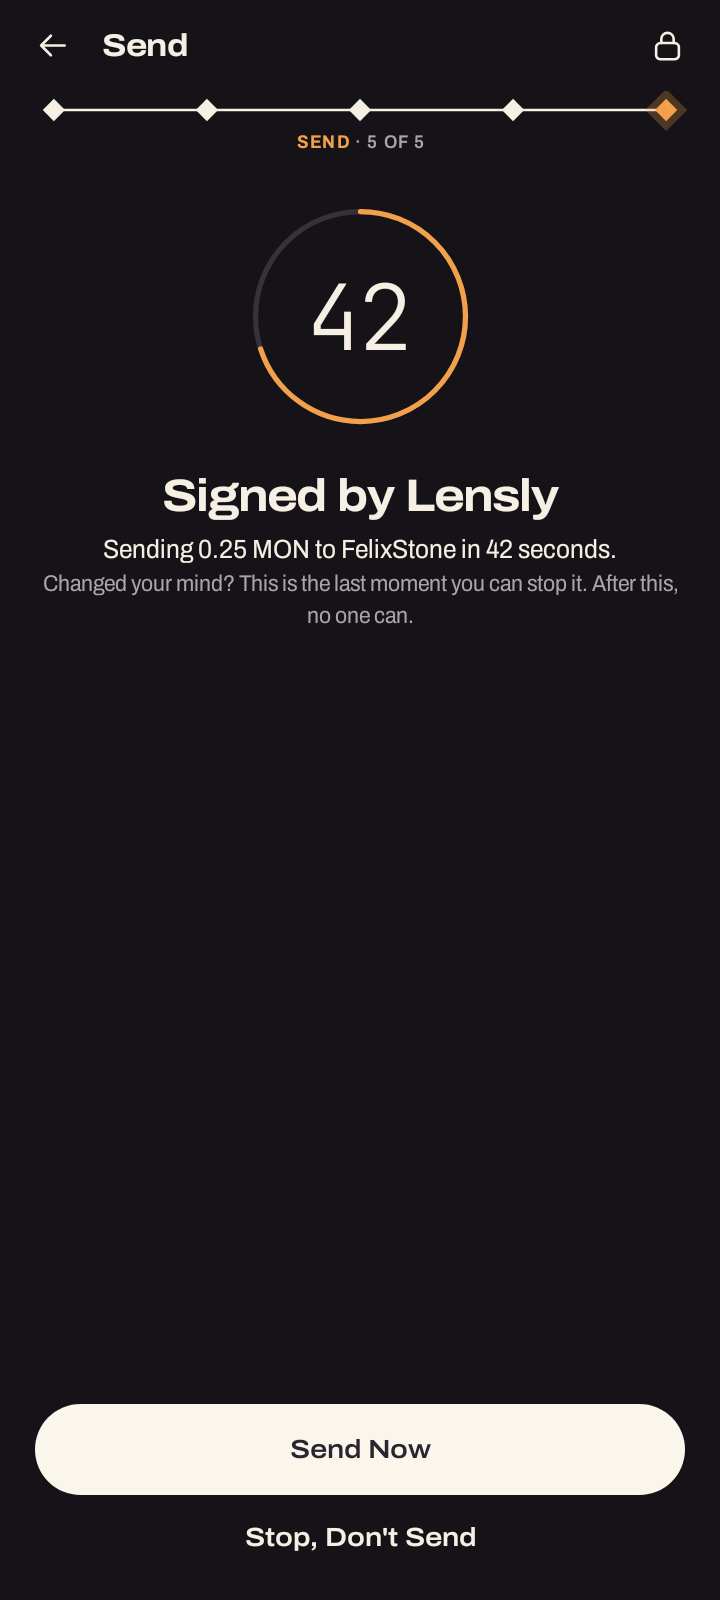 Send
SEND · 5 OF 5
42
Signed by Lensly
Sending 0.25 MON to FelixStone in 42 seconds.
Changed your mind? This is the last moment you can stop it. After this,
no one can.
Send Now
Stop, Don't Send